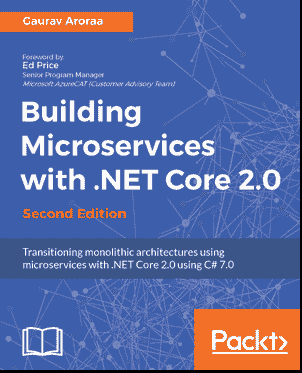 Gaurav Aroraa
Foreword by:
Ed Price
Senior Program Manager
Microsoft AzureCAT (Customer Advisory Team)
Building
Microservices
with .NET Core 2.0
Second Edition
Transitioning monolithic architectures using
microservices with .NET Core 2.0 using C# 7.0
Packt>